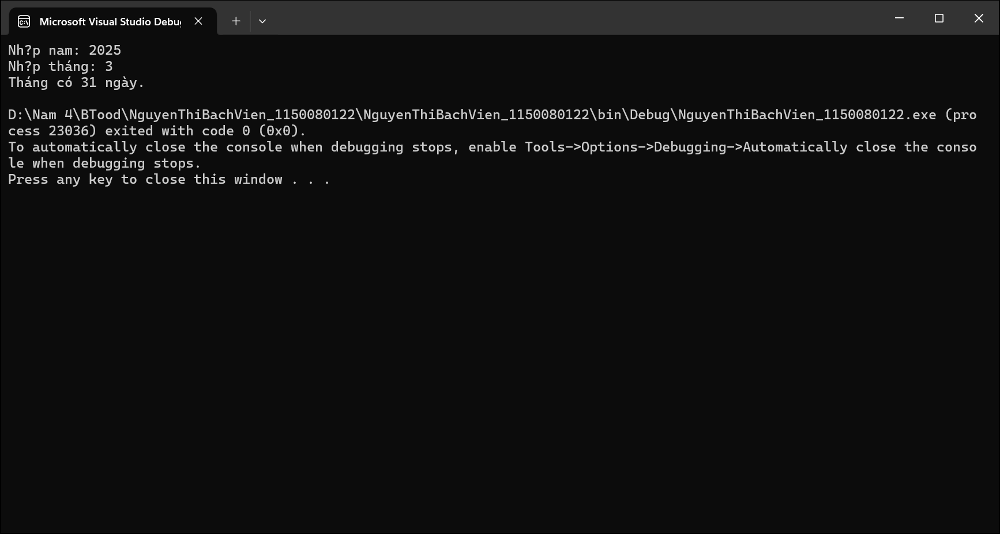 Microsoft Visual Studio Debug
Nh?p nam: 2025
Nh?p tháng: 3
Tháng có 31 ngày.
D:\Nam 4\BTood\NguyenThiBachVien_1150080122\NguyenThiBachVien_1150080122\bin\Debug\NguyenThiBachVien_1150080122.exe (pro
cess 23036) exited with code 0 (0x0).
To automatically close the console when debugging stops, enable Tools->Options->Debugging->Automatically close the conso
le when debugging stops.
Press any key to close this window . . .